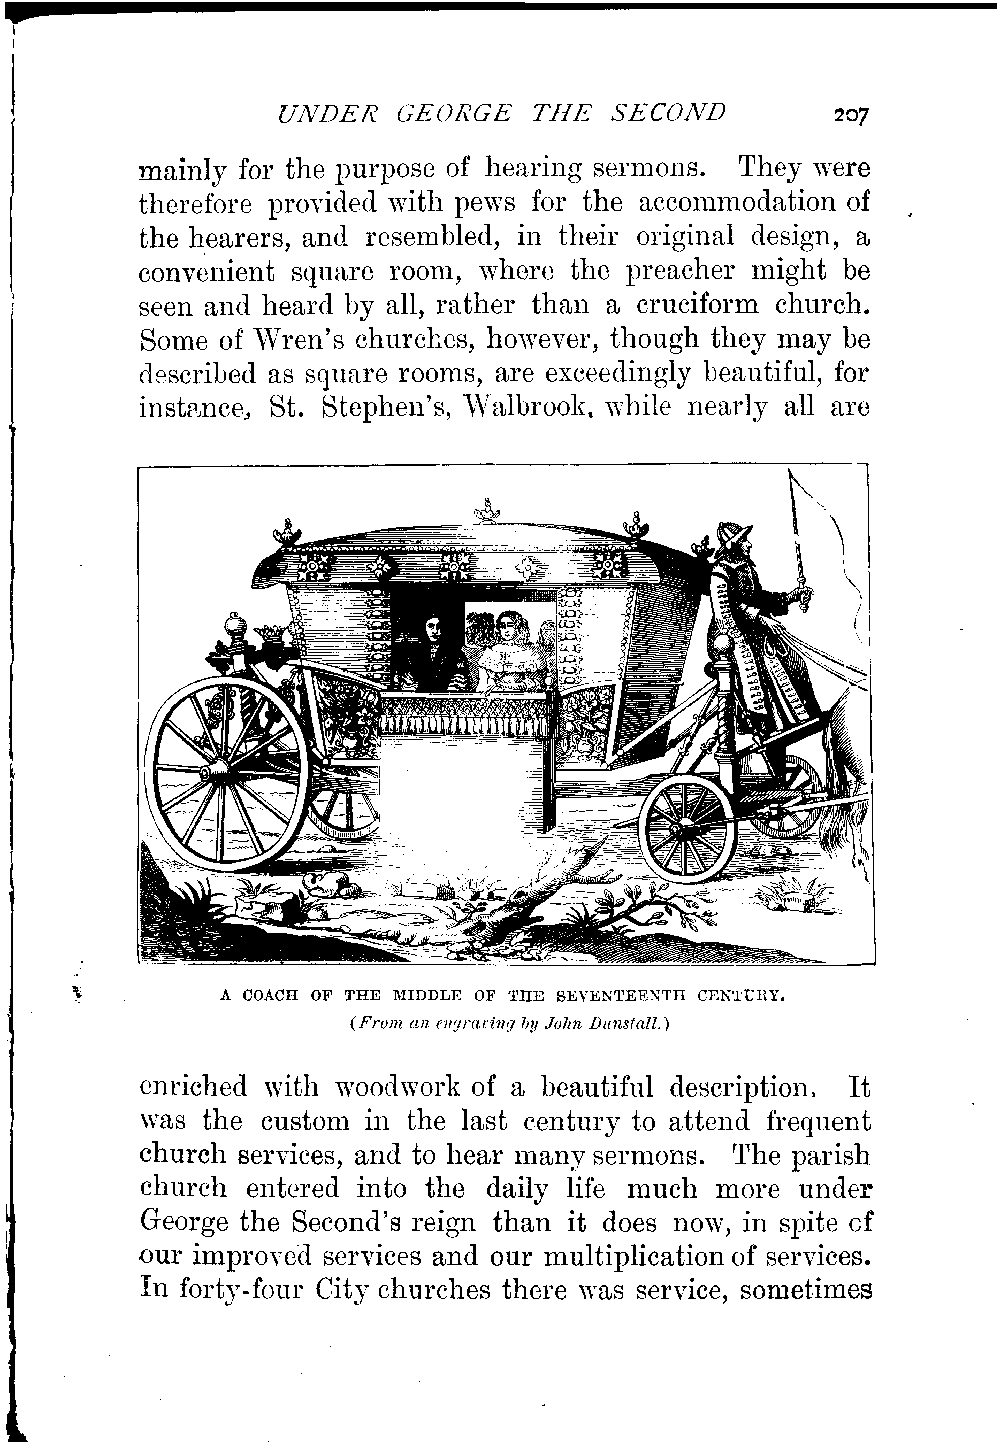 UNDER GEORGE THE SECOND 207
mainly for the purpose of hearing sermons. They were
therefore provided with pews for the accommodation of
the hearers, and resembled, in their original design, a
convenient square room, where the preacher might be
seen and heard by all, rather than a cruciform church.
Some of Wren's churches, however, though they may be
described as square rooms, are exceedingly beautiful, for
instance, St. Stephen's, Walbrook, while nearly all are
A COACH OF THE MIDDLE OF THE SEVENTEENTH CENTURY.
(From an engraving by John Dunstall.)
enriched with woodwork of a beautiful description. It
was the custom in the last century to attend frequent
church services, and to hear many sermons. The parish
church entered into the daily life much more under
George the Second's reign than it does now, in spite of
our improved services and our multiplication of services.
In forty-four City churches there was service, sometimes